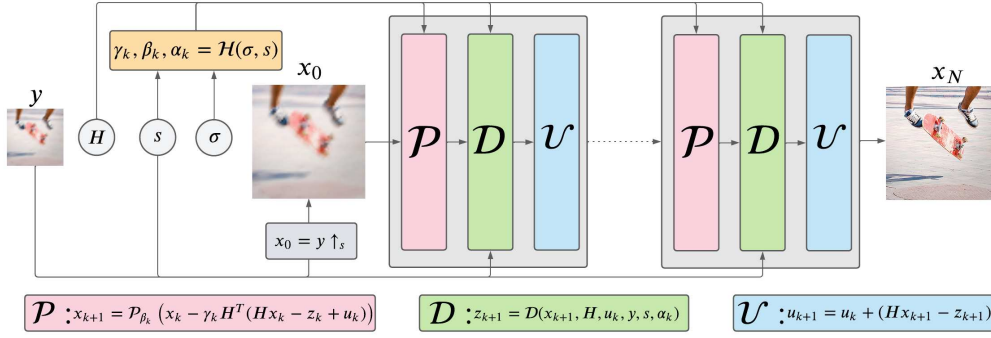 γ_k, β_k, α_k = ℋ(σ, s)
x_0
x_N
y
H
s
σ
𝒫
𝒟
𝒰
𝒫
𝒟
𝒰
x_0 = y ↑_s
𝒫 : x_{k+1} = 𝒫_{β_k} (x_k − γ_k H^T (Hx_k − z_k + u_k))
𝒟 : z_{k+1} = 𝒟(x_{k+1}, H, u_k, y, s, α_k)
𝒰 : u_{k+1} = u_k + (Hx_{k+1} − z_{k+1})